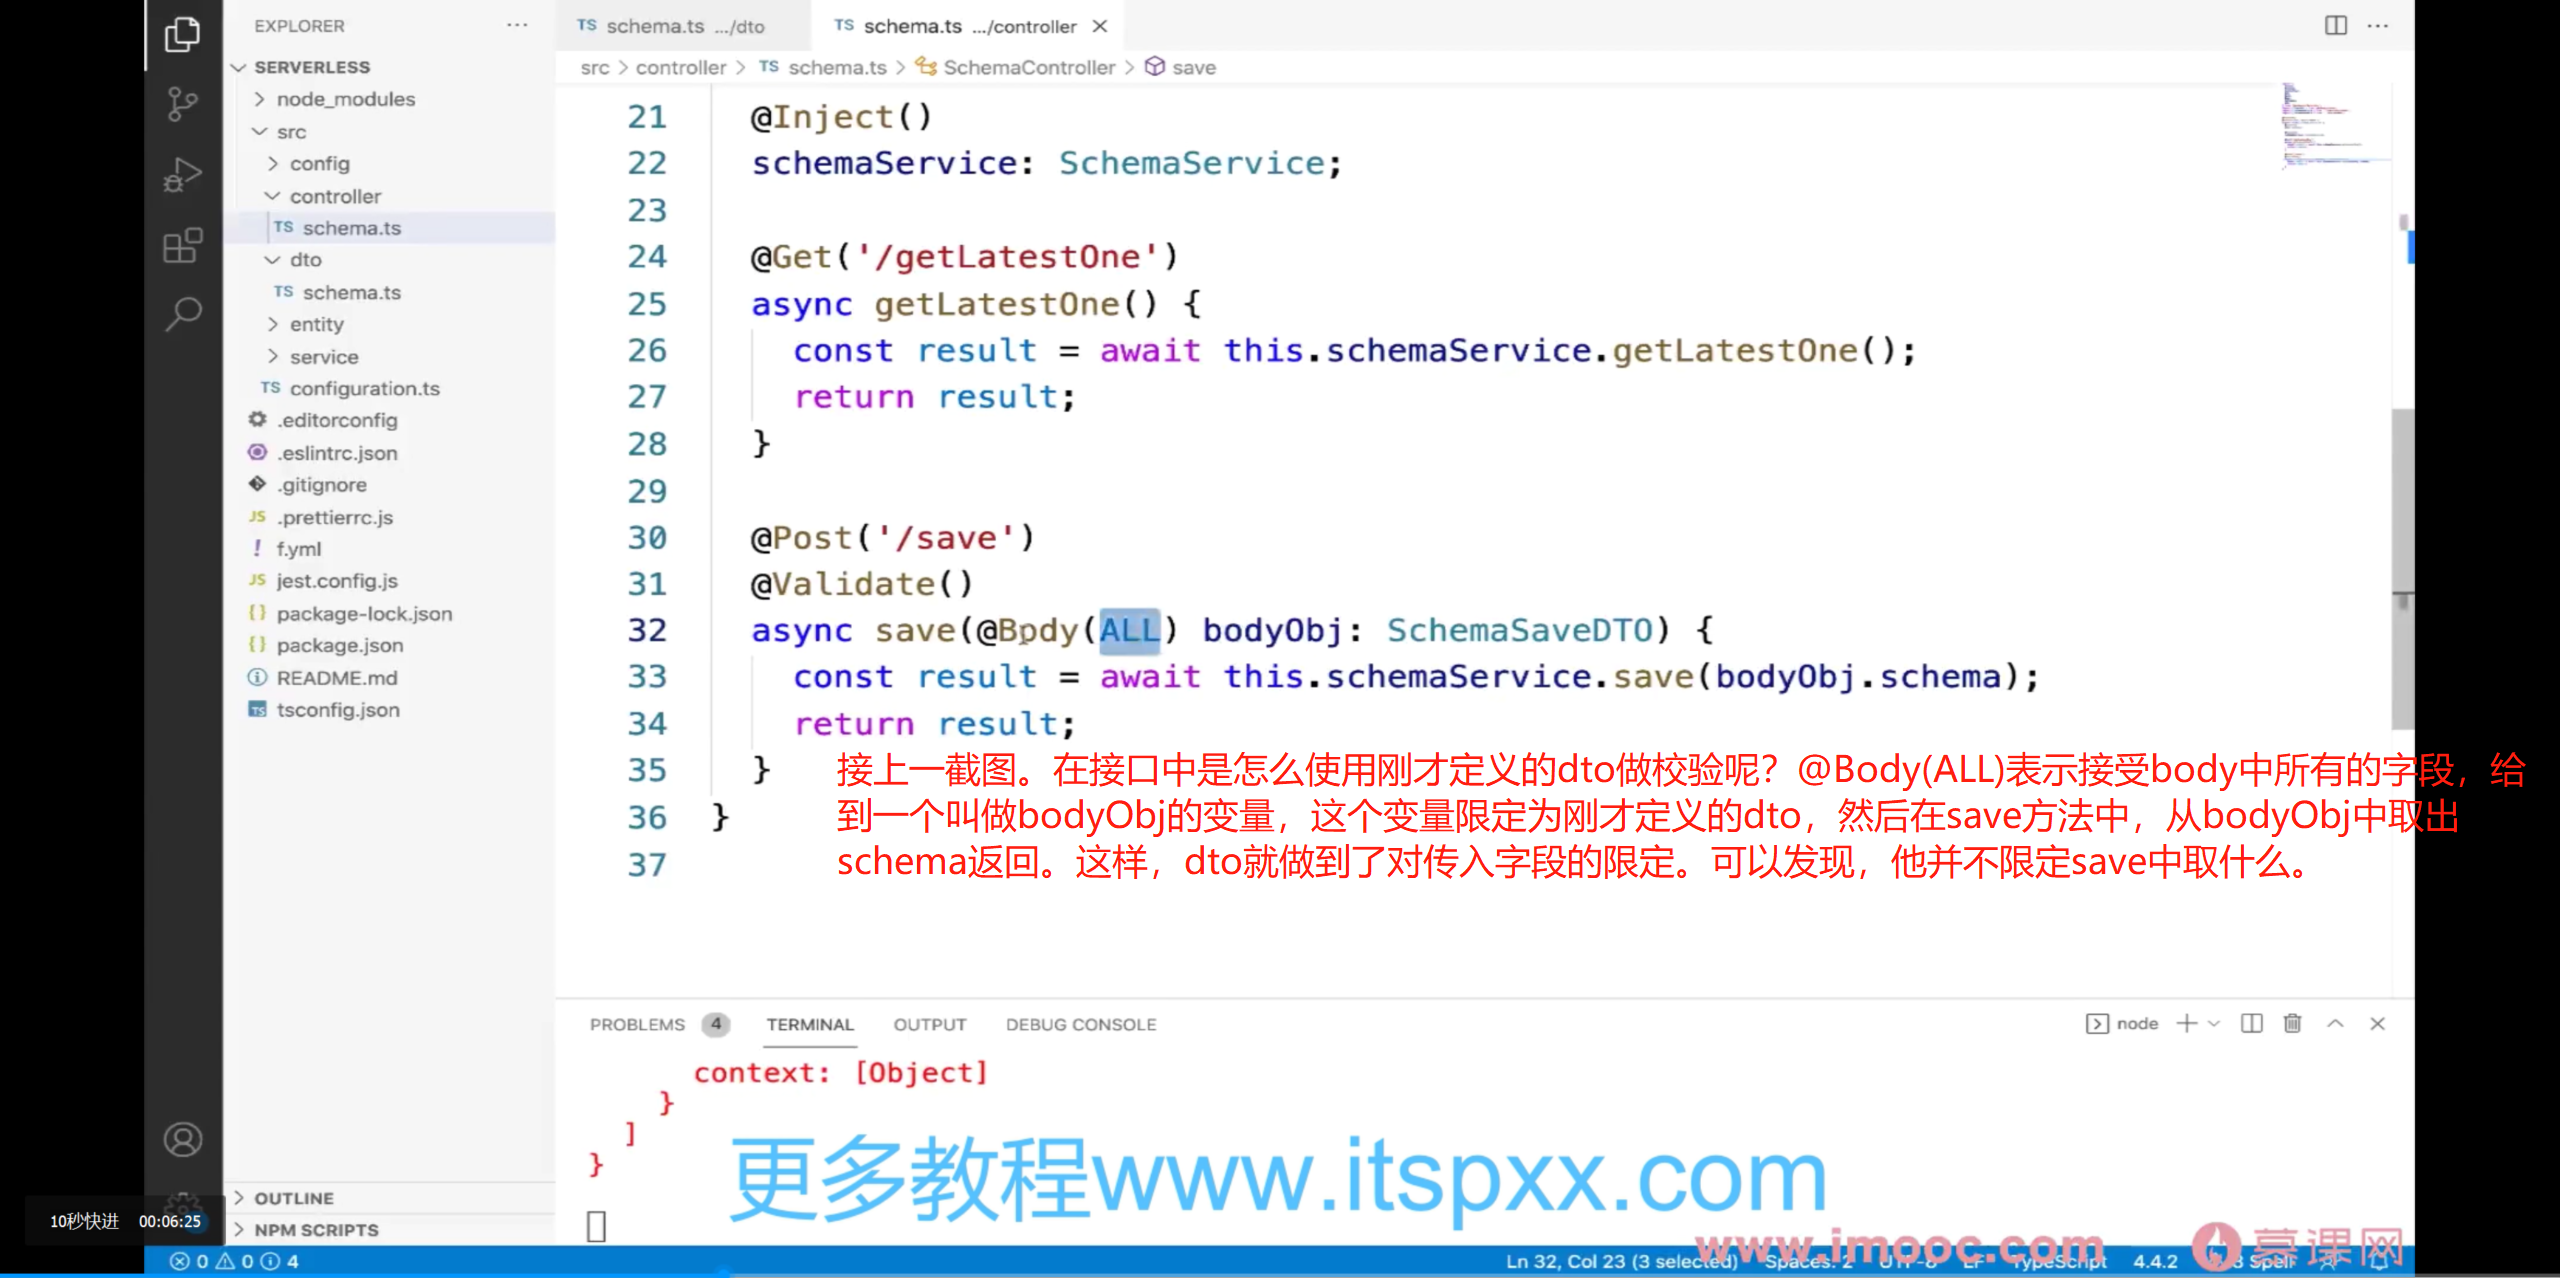 EXPLORER
SERVERLESS
node_modules
src
config
controller
TS schema.ts
dto
TS schema.ts
entity
service
TS configuration.ts
.editorconfig
.eslintrc.json
.gitignore
JS .prettierrc.js
! f.yml
JS jest.config.js
{} package-lock.json
{} package.json
README.md
TS tsconfig.json
OUTLINE
NPM SCRIPTS
TS schema.ts .../dto
TS schema.ts .../controller
src > controller > TS schema.ts > SchemaController > save
21 @Inject()
22 schemaService: SchemaService;
23
24 @Get('/getLatestOne')
25 async getLatestOne() {
26 const result = await this.schemaService.getLatestOne();
27 return result;
28 }
29
30 @Post('/save')
31 @Validate()
32 async save(@Body(ALL) bodyObj: SchemaSaveDTO) {
33 const result = await this.schemaService.save(bodyObj.schema);
34 return result;
35 }
36 }
37
接上一截图。在接口中是怎么使用刚才定义的dto做校验呢？@Body(ALL)表示接受body中所有的字段，给
到一个叫做bodyObj的变量，这个变量限定为刚才定义的dto，然后在save方法中，从bodyObj中取出
schema返回。这样，dto就做到了对传入字段的限定。可以发现，他并不限定save中取什么。
PROBLEMS 4 TERMINAL OUTPUT DEBUG CONSOLE
node
context: [Object]
}
]
}
更多教程www.itspxx.com
10秒快进 00:06:25
www.imooc.com 慕课网
0 0 4
Ln 32, Col 23 (3 selected) Spaces: 2 UTF-8 LF TypeScript 4.4.2 3 Spell